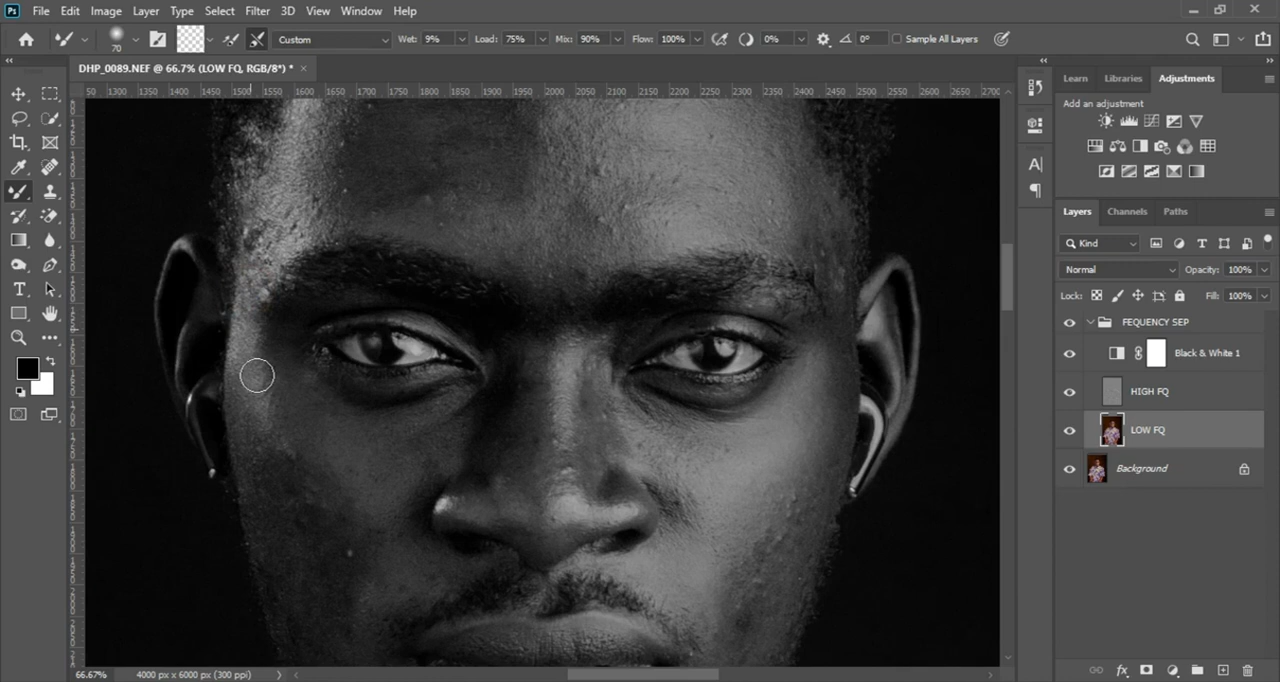 Ps File Edit Image Layer Type Select Filter 3D View Window Help
70 Custom Wet: 9% Load: 75% Mix: 90% Flow: 100% 0% 0° Sample All Layers
DHP_0089.NEF @ 66.7% (LOW FQ, RGB/8*) * ×
50 1300 1350 1400 1450 1500 1550 1600 1650 1700 1750 1800 1850 1900 1950 2000 2050 2100 2150 2200 2250 2300 2350 2400 2450 2500 2550 2600 2650 2700
Learn Libraries Adjustments
Add an adjustment
Layers Channels Paths
Kind
Normal Opacity: 100%
Lock: Fill: 100%
FEQUENCY SEP
Black & White 1
HIGH FQ
LOW FQ
Background
66.67% 4000 px x 6000 px (300 ppi)